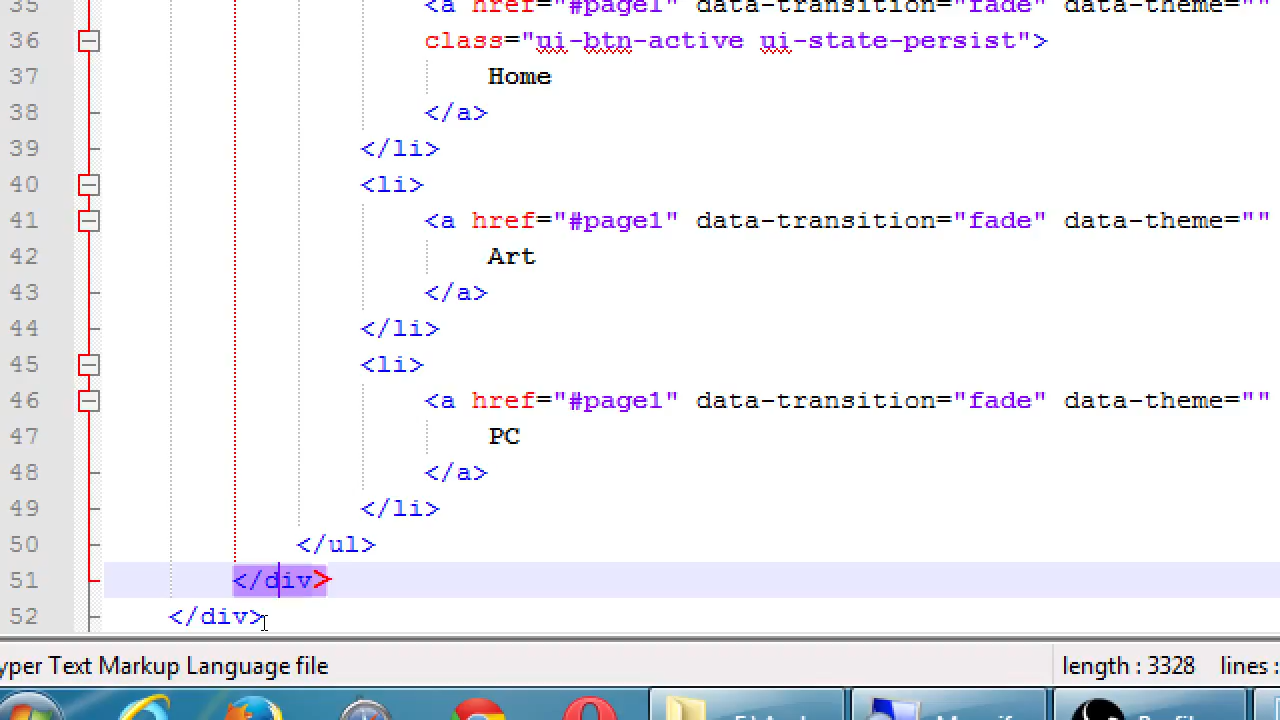 35 <a href="#page1" data-transition="fade" data-theme=""
36 class="ui-btn-active ui-state-persist">
37 Home
38 </a>
39 </li>
40 <li>
41 <a href="#page1" data-transition="fade" data-theme=""
42 Art
43 </a>
44 </li>
45 <li>
46 <a href="#page1" data-transition="fade" data-theme=""
47 PC
48 </a>
49 </li>
50 </ul>
51 </div>
52 </div>
yper Text Markup Language file length : 3328 lines :